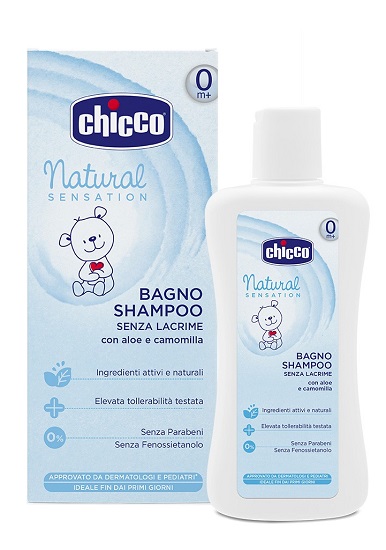 0
m+
chicco
Natural
SENSATION
BAGNO
SHAMPOO
SENZA LACRIME
con aloe e camomilla
Ingredienti attivi e naturali
Elevata tollerabilità testata
0%
Senza Parabeni
Senza Fenossietanolo
APPROVATO DA DERMATOLOGI E PEDIATRI*
IDEALE FIN DAI PRIMI GIORNI
0
m+
chicco
Natural
SENSATION
BAGNO
SHAMPOO
SENZA LACRIME
con aloe
e camomilla
Ingredienti attivi e naturali
Elevata tollerabilità testata
0%
Senza Parabeni
Senza Fenossietanolo
APPROVATO DA DERMATOLOGI E PEDIATRI*
IDEALE FIN DAI PRIMI GIORNI